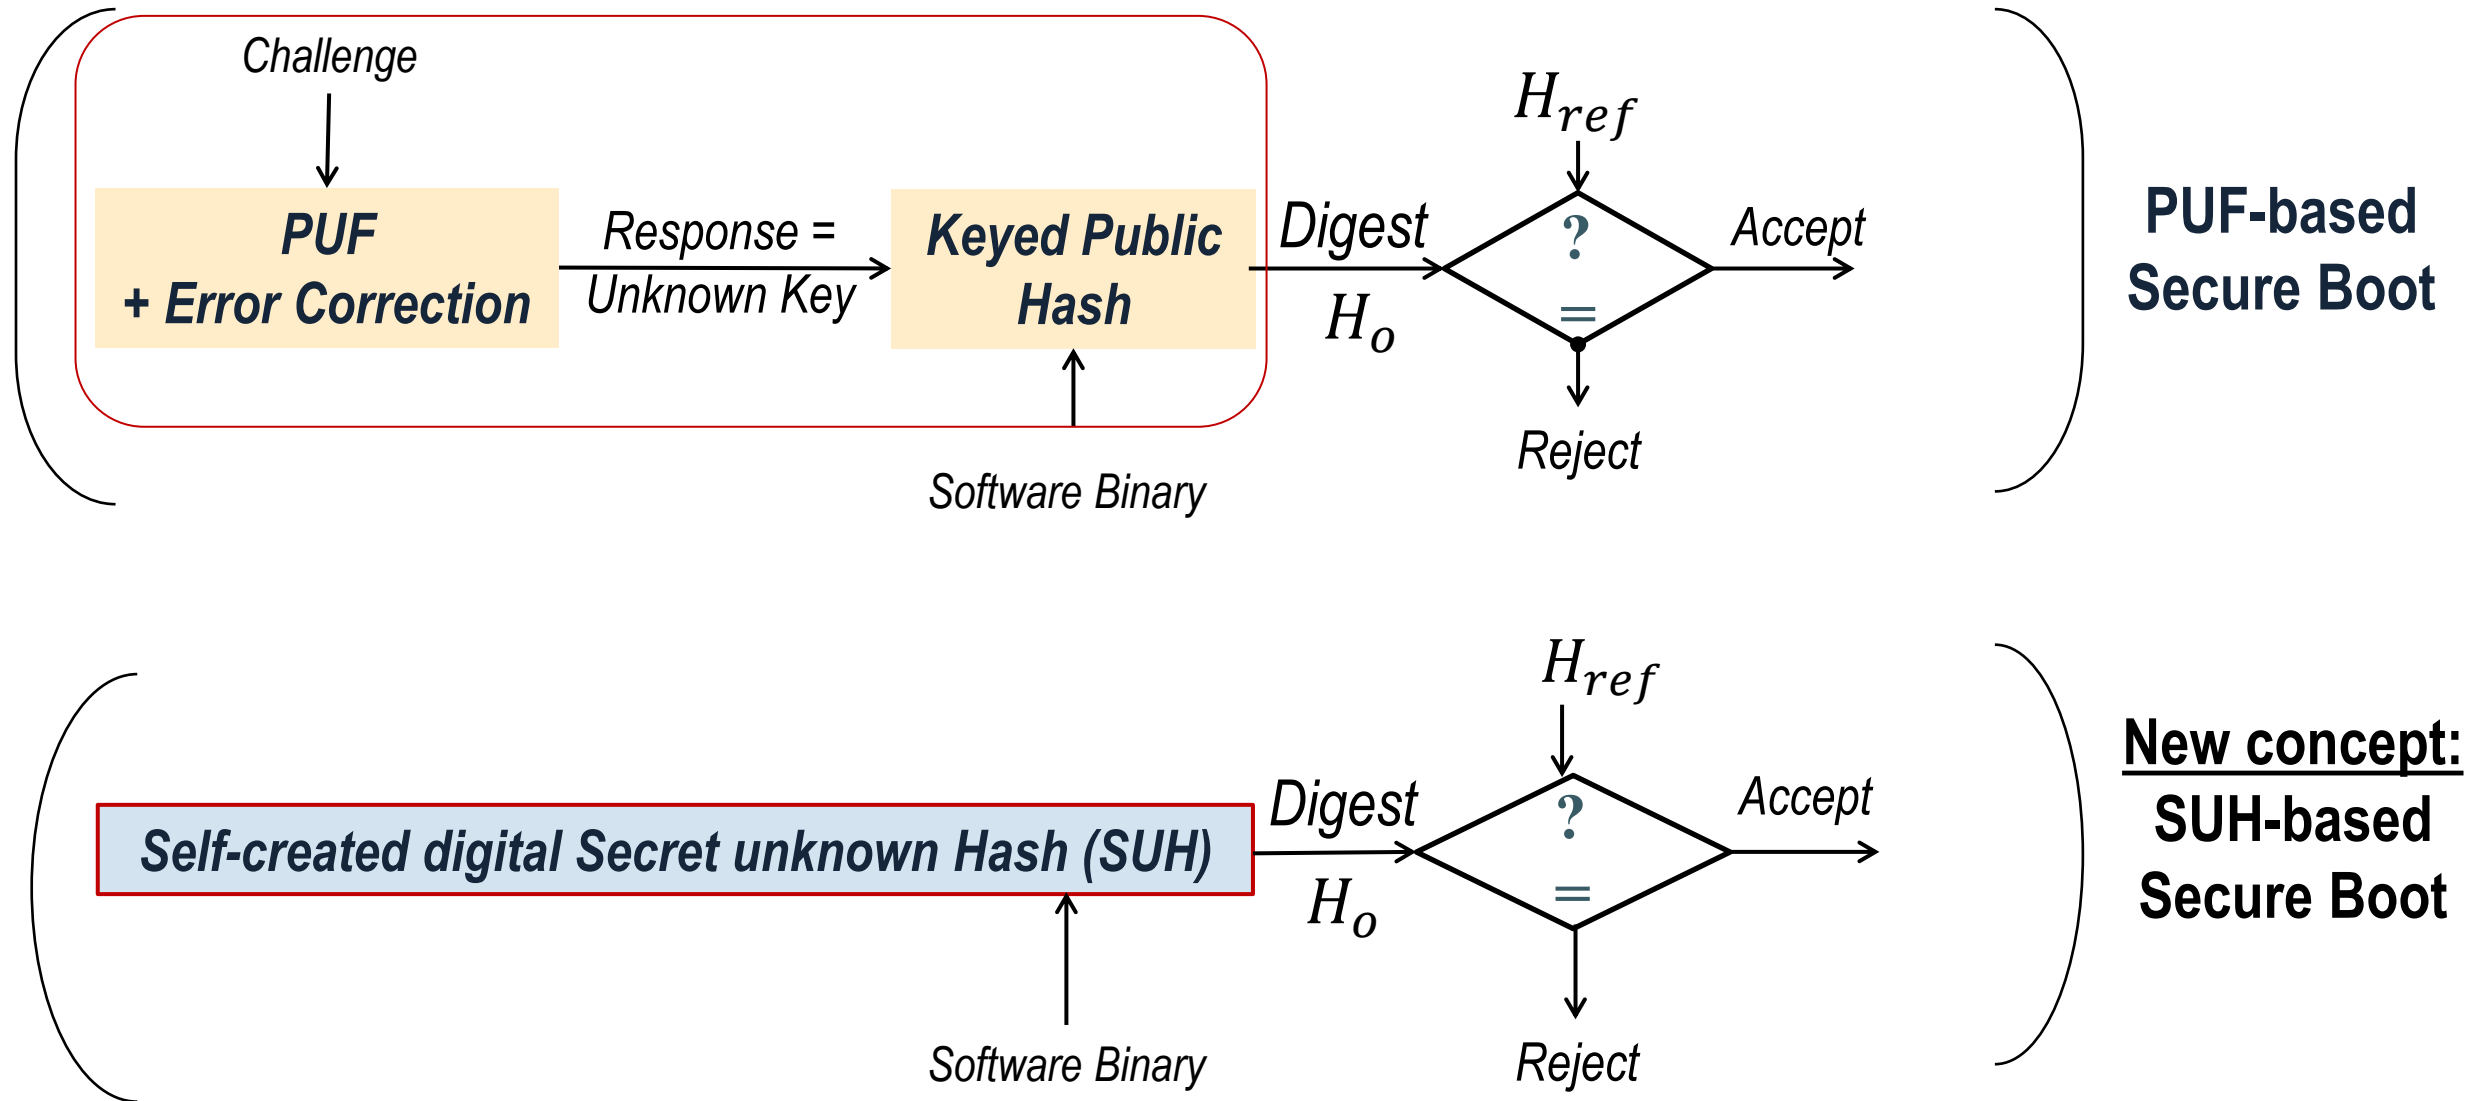 Challenge
PUF
+ Error Correction
Response =
Unknown Key
Keyed Public
Hash
Software Binary
Digest
H_o
H_ref
?
=
Accept
Reject
PUF-based
Secure Boot
Self-created digital Secret unknown Hash (SUH)
Software Binary
Digest
H_o
H_ref
?
=
Accept
Reject
New concept:
SUH-based
Secure Boot